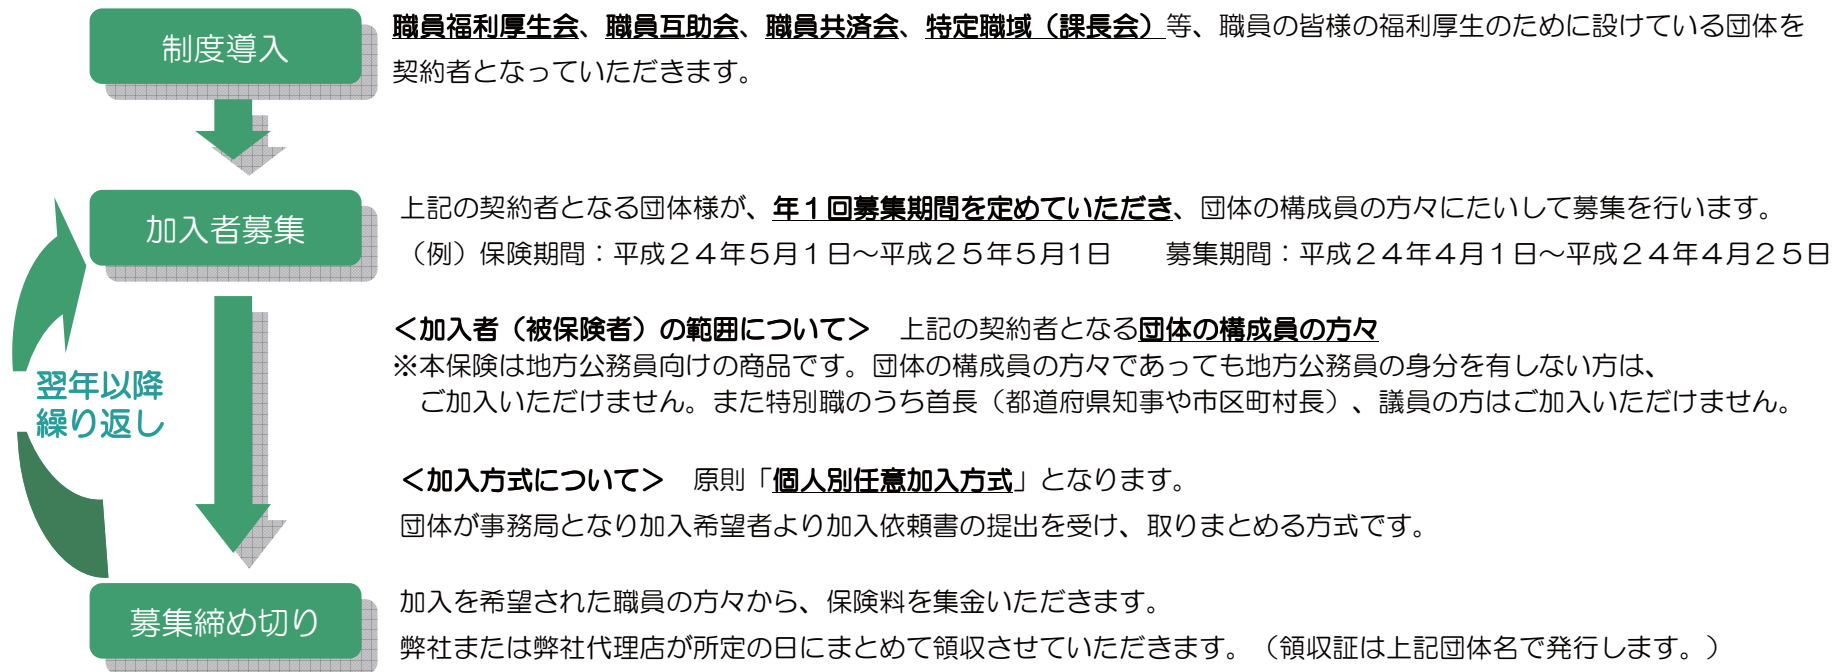 制度導入
職員福利厚生会、職員互助会、職員共済会、特定職域（課長会）等、職員の皆様の福利厚生のために設けている団体を
契約者となっていただきます。
加入者募集
上記の契約者となる団体様が、年１回募集期間を定めていただき、団体の構成員の方々にたいして募集を行います。
（例）保険期間：平成２４年５月１日～平成２５年５月1日　　募集期間：平成２４年４月１日～平成２４年４月２５日
＜加入者（被保険者）の範囲について＞　上記の契約者となる団体の構成員の方々
※本保険は地方公務員向けの商品です。団体の構成員の方々であっても地方公務員の身分を有しない方は、
ご加入いただけません。また特別職のうち首長（都道府県知事や市区町村長）、議員の方はご加入いただけません。
翌年以降
繰り返し
＜加入方式について＞　原則「個人別任意加入方式」となります。
団体が事務局となり加入希望者より加入依頼書の提出を受け、取りまとめる方式です。
募集締め切り
加入を希望された職員の方々から、保険料を集金いただきます。
弊社または弊社代理店が所定の日にまとめて領収させていただきます。（領収証は上記団体名で発行します。）